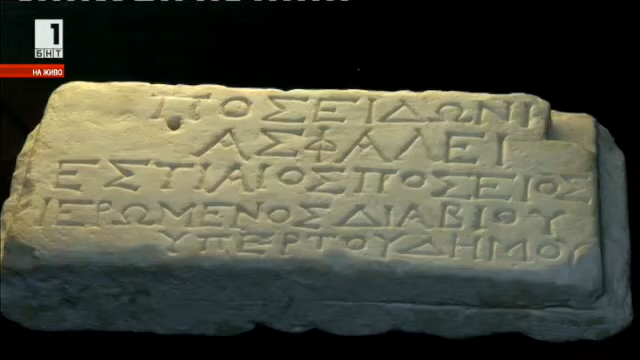 1
БНТ
НА ЖИВО
ΠΟΣΕΙΔΩΝΙ
ΑΣΦΑΛΕΙ
ΕΣΤΙΑΙΟΣΠΟΣΕΙΟΣ
ΙΕΡΩΜΕΝΟΣΔΙΑΒΙΟΥ
ΥΠΕΡΤΟΥΔΗΜΟΥ